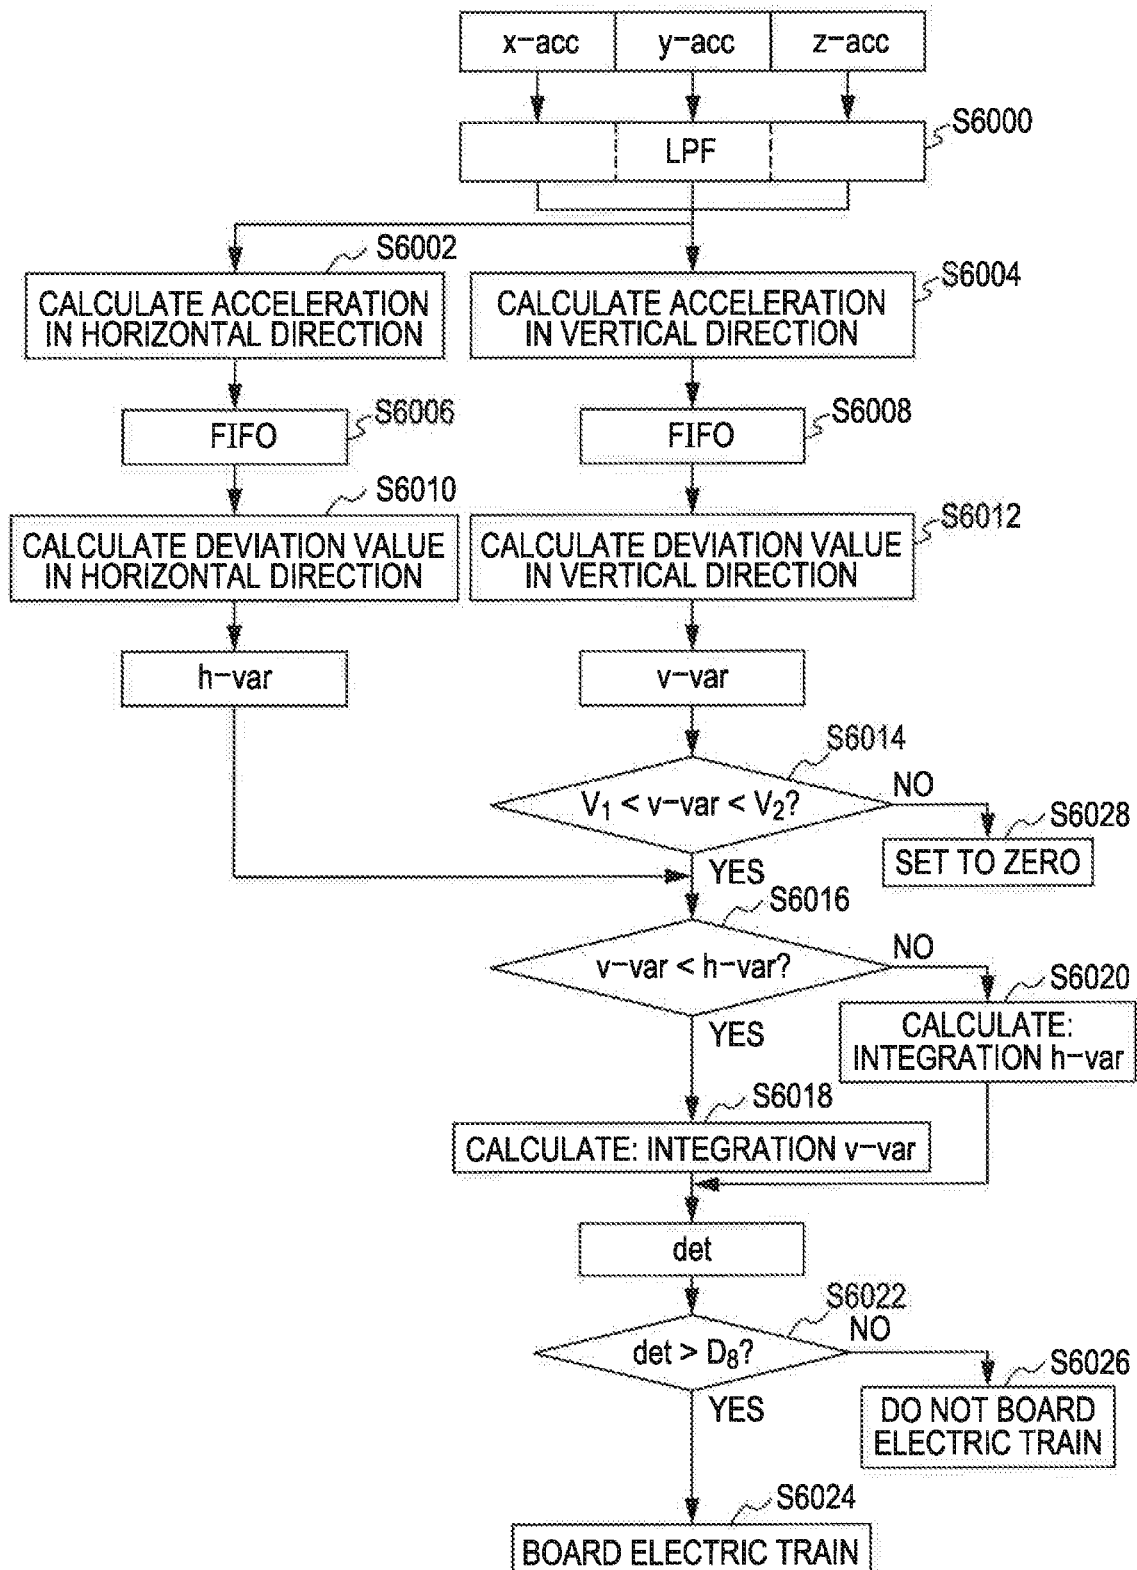 x-acc y-acc z-acc
S6000
LPF
S6002
S6004
CALCULATE ACCELERATION
IN HORIZONTAL DIRECTION
CALCULATE ACCELERATION
IN VERTICAL DIRECTION
S6006
S6008
FIFO
FIFO
S6010
S6012
CALCULATE DEVIATION VALUE
IN HORIZONTAL DIRECTION
CALCULATE DEVIATION VALUE
IN VERTICAL DIRECTION
h-var
v-var
S6014
V₁ < v-var < V₂?
NO
S6028
SET TO ZERO
YES
S6016
v-var < h-var?
NO
S6020
CALCULATE:
INTEGRATION h-var
YES
S6018
CALCULATE: INTEGRATION v-var
det
S6022
det > D₈?
NO
S6026
DO NOT BOARD
ELECTRIC TRAIN
YES
S6024
BOARD ELECTRIC TRAIN